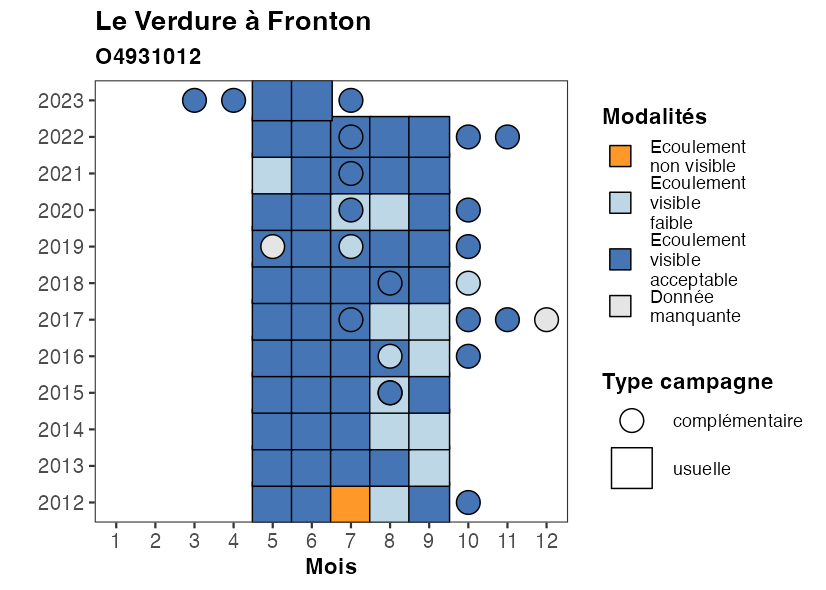 Le Verdure à Fronton
O4931012
2023
2022
2021
2020
2019
2018
2017
2016
2015
2014
2013
2012
1 2 3 4 5 6 7 8 9 10 11 12
Mois
Modalités
Ecoulement
non visible
Ecoulement
visible
faible
Ecoulement
visible
acceptable
Donnée
manquante
Type campagne
complémentaire
usuelle